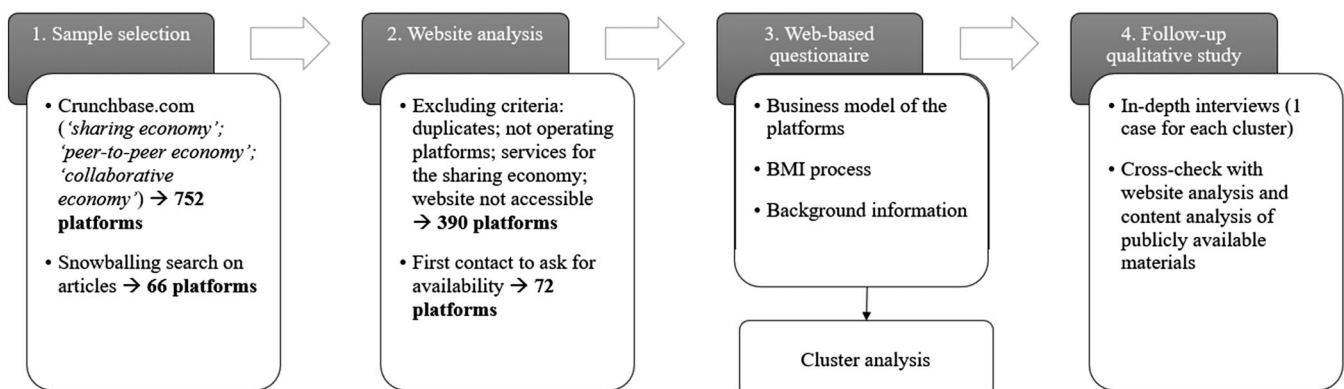 1. Sample selection
• Crunchbase.com
(‘sharing economy’;
‘peer-to-peer economy’;
‘collaborative
economy’) → 752
platforms
• Snowballing search on
articles → 66 platforms
2. Website analysis
• Excluding criteria:
duplicates; not operating
platforms; services for
the sharing economy;
website not accessible
→ 390 platforms
• First contact to ask for
availability → 72
platforms
3. Web-based
questionaire
• Business model of the
platforms
• BMI process
• Background information
Cluster analysis
4. Follow-up
qualitative study
• In-depth interviews (1
case for each cluster)
• Cross-check with
website analysis and
content analysis of
publicly available
materials